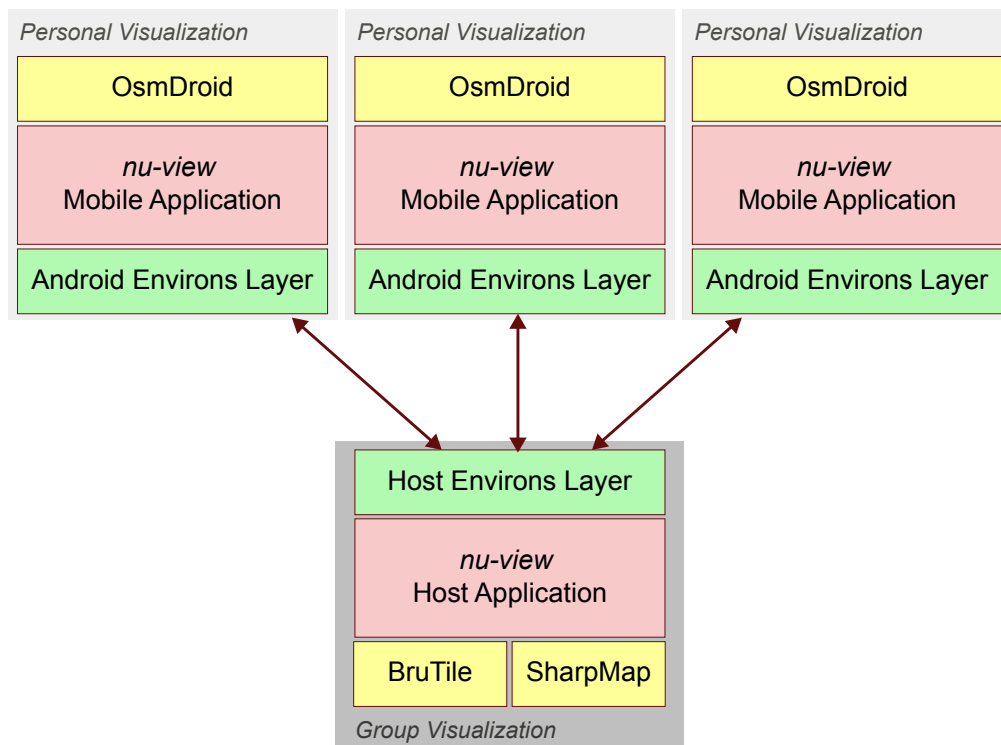 Personal Visualization
OsmDroid
nu-view
Mobile Application
Android Environs Layer
Personal Visualization
OsmDroid
nu-view
Mobile Application
Android Environs Layer
Personal Visualization
OsmDroid
nu-view
Mobile Application
Android Environs Layer
Host Environs Layer
nu-view
Host Application
BruTile
SharpMap
Group Visualization